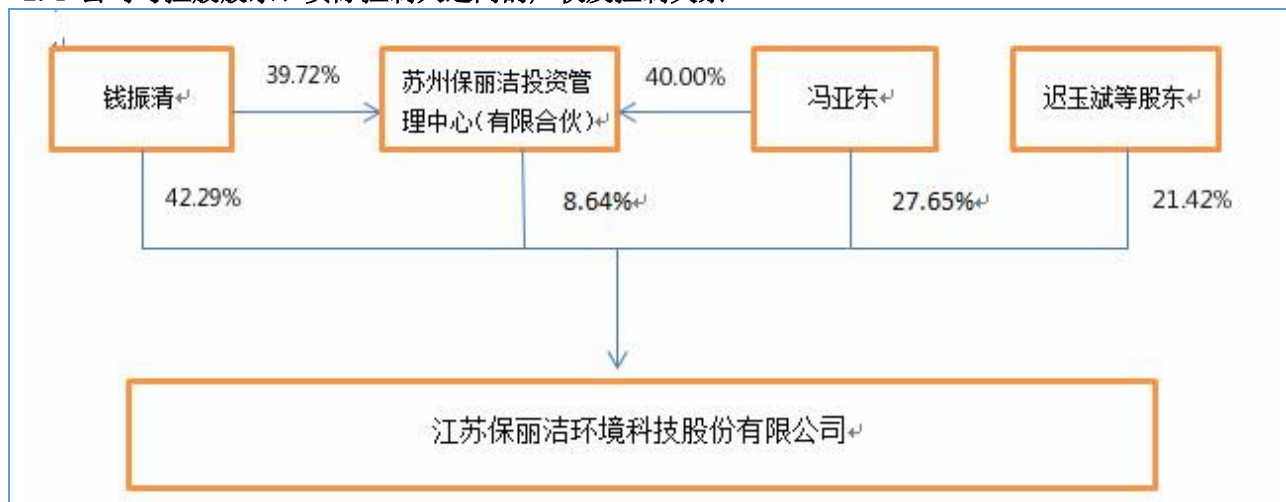 39.72%
40.00%
钱振清↵
苏州保丽洁投资管
理中心(有限合伙)↵
冯亚东↵
迟玉斌等股东↵
42.29%
8.64%↵
27.65%↵
21.42%
江苏保丽洁环境科技股份有限公司↵